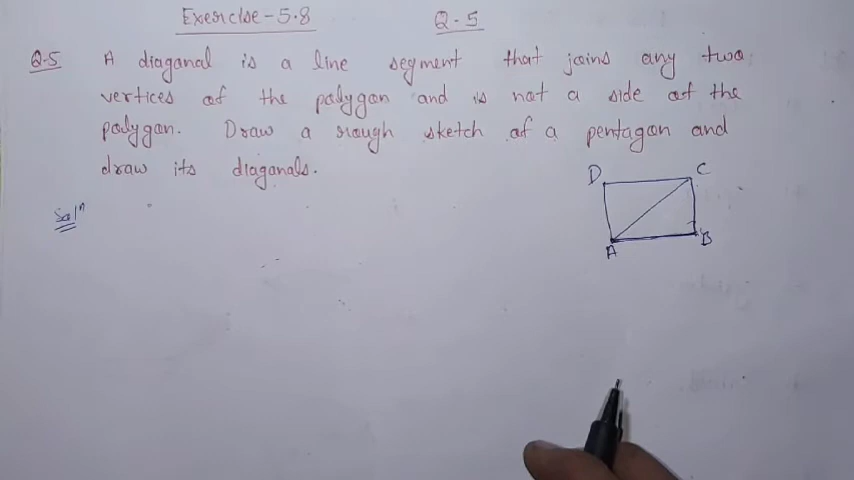 Exercise-5.8 Q.5
Q.5 A diagonal is a line segment that joins any two
vertices of the polygon and is not a side of the
polygon. Draw a rough sketch of a pentagon and
draw its diagonals.
D C
Solⁿ
A B